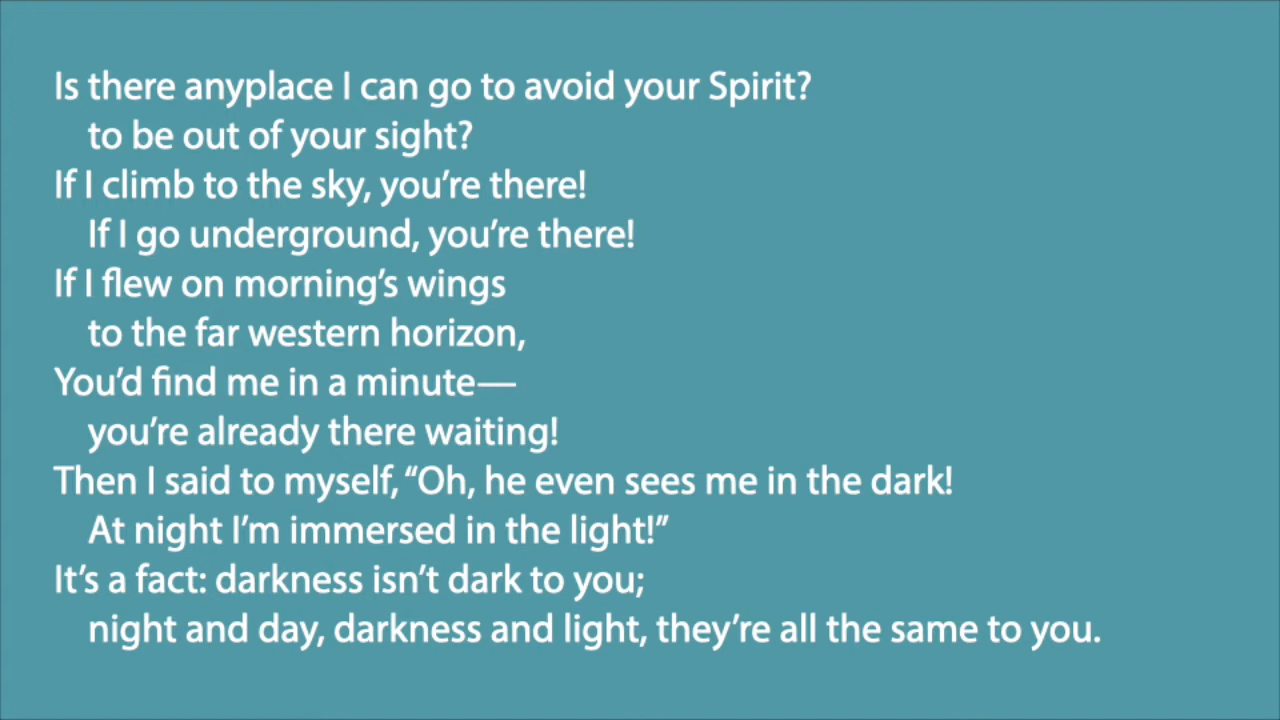 Is there anyplace I can go to avoid your Spirit?
to be out of your sight?
If I climb to the sky, you’re there!
If I go underground, you’re there!
If I flew on morning’s wings
to the far western horizon,
You’d find me in a minute—
you’re already there waiting!
Then I said to myself, “Oh, he even sees me in the dark!
At night I’m immersed in the light!”
It’s a fact: darkness isn’t dark to you;
night and day, darkness and light, they’re all the same to you.